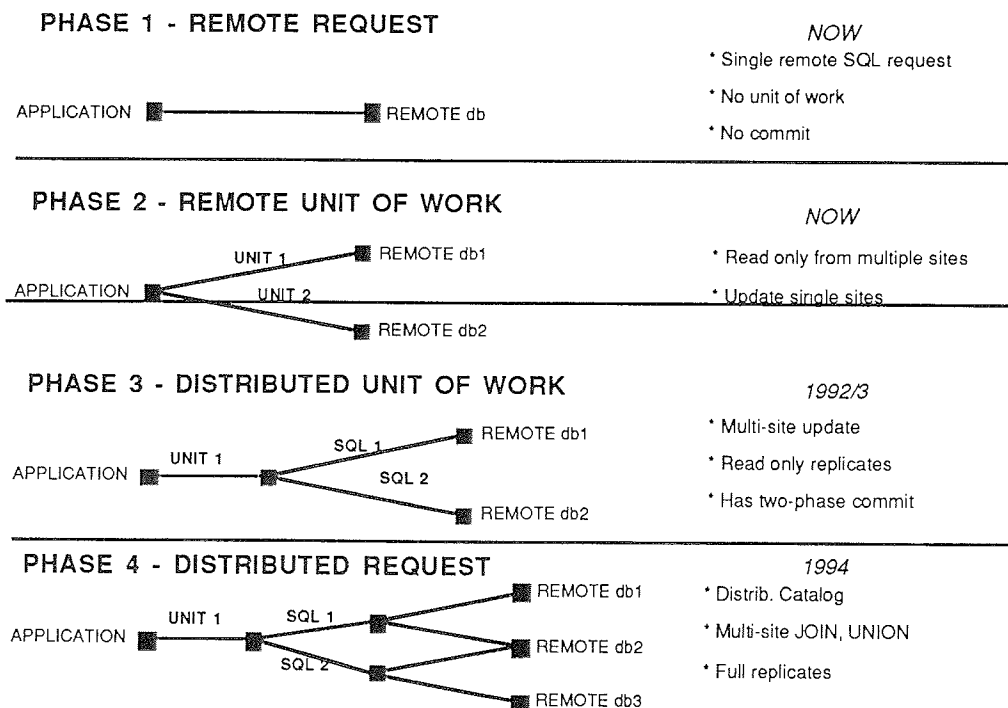 PHASE 1 - REMOTE REQUEST
NOW
* Single remote SQL request
* No unit of work
* No commit
APPLICATION
REMOTE db
PHASE 2 - REMOTE UNIT OF WORK
NOW
* Read only from multiple sites
* Update single sites
APPLICATION
UNIT 1
UNIT 2
REMOTE db1
REMOTE db2
PHASE 3 - DISTRIBUTED UNIT OF WORK
1992/3
* Multi-site update
* Read only replicates
* Has two-phase commit
APPLICATION
UNIT 1
SQL 1
SQL 2
REMOTE db1
REMOTE db2
PHASE 4 - DISTRIBUTED REQUEST
1994
* Distrib. Catalog
* Multi-site JOIN, UNION
* Full replicates
APPLICATION
UNIT 1
SQL 1
SQL 2
REMOTE db1
REMOTE db2
REMOTE db3